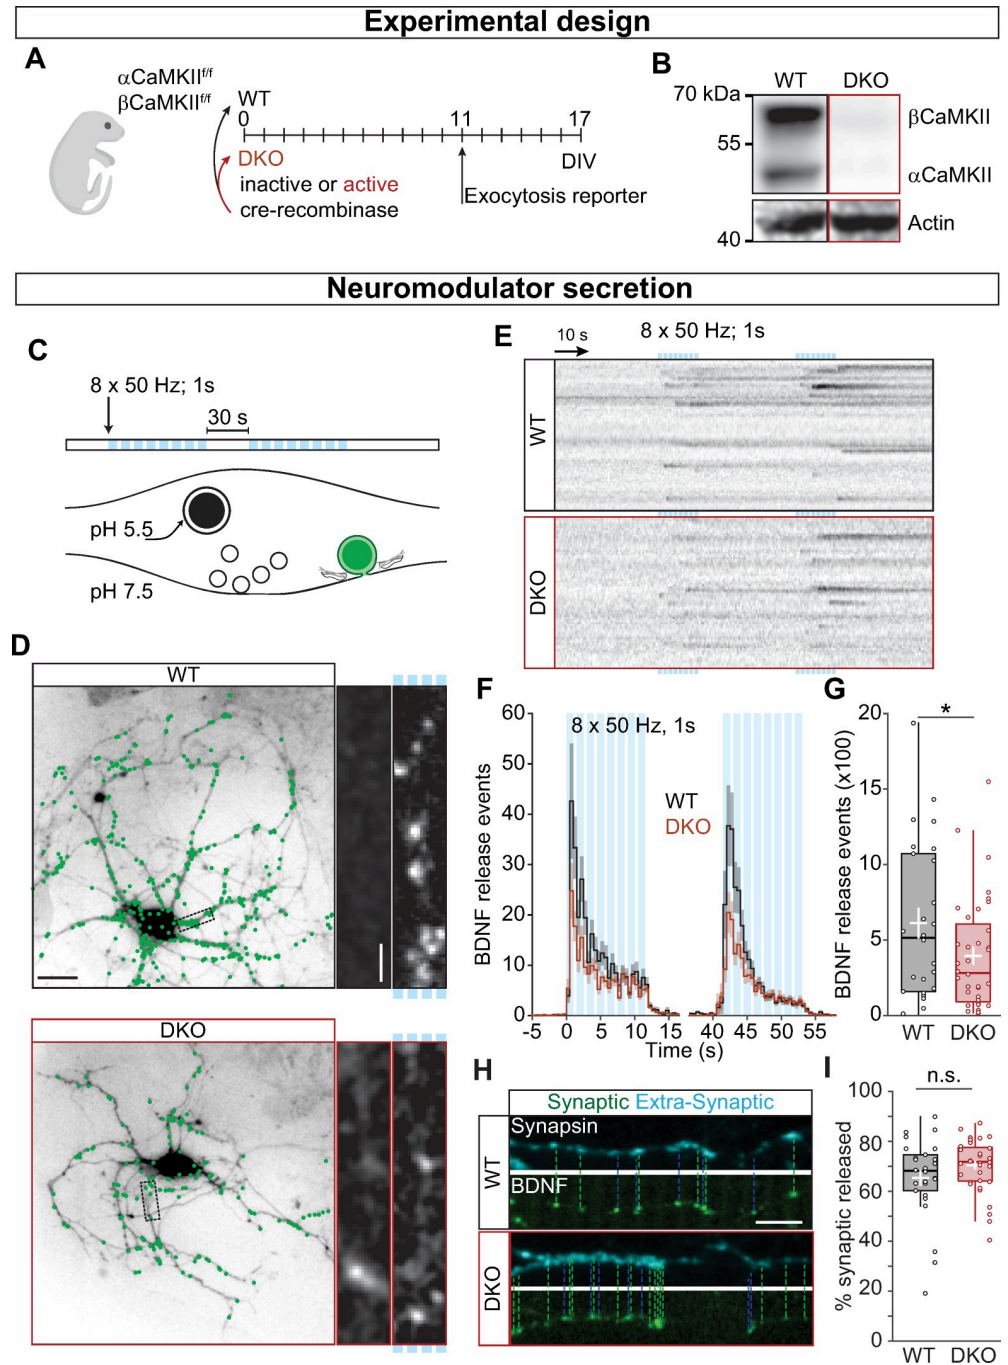 Experimental design
A
αCaMKII^f/f
βCaMKII^f/f
WT
0
11
17
DKO
DIV
inactive or active
cre-recombinase
Exocytosis reporter
B
WT DKO
70 kDa
βCaMKII
55
αCaMKII
Actin
40
Neuromodulator secretion
C
8 x 50 Hz; 1s
30 s
pH 5.5
pH 7.5
E
10 s
8 x 50 Hz; 1s
WT
DKO
D
WT
DKO
F
BDNF release events
60
50
40
30
20
10
0
8 x 50 Hz, 1s
WT
DKO
-5 0 5 10 15 40 45 50 55
Time (s)
G
BDNF release events (x100)
20
15
10
5
0
*
WT DKO
H
Synaptic Extra-Synaptic
WT
Synapsin
BDNF
DKO
I
% synaptic released
100
80
80
60
40
20
0
n.s.
WT DKO